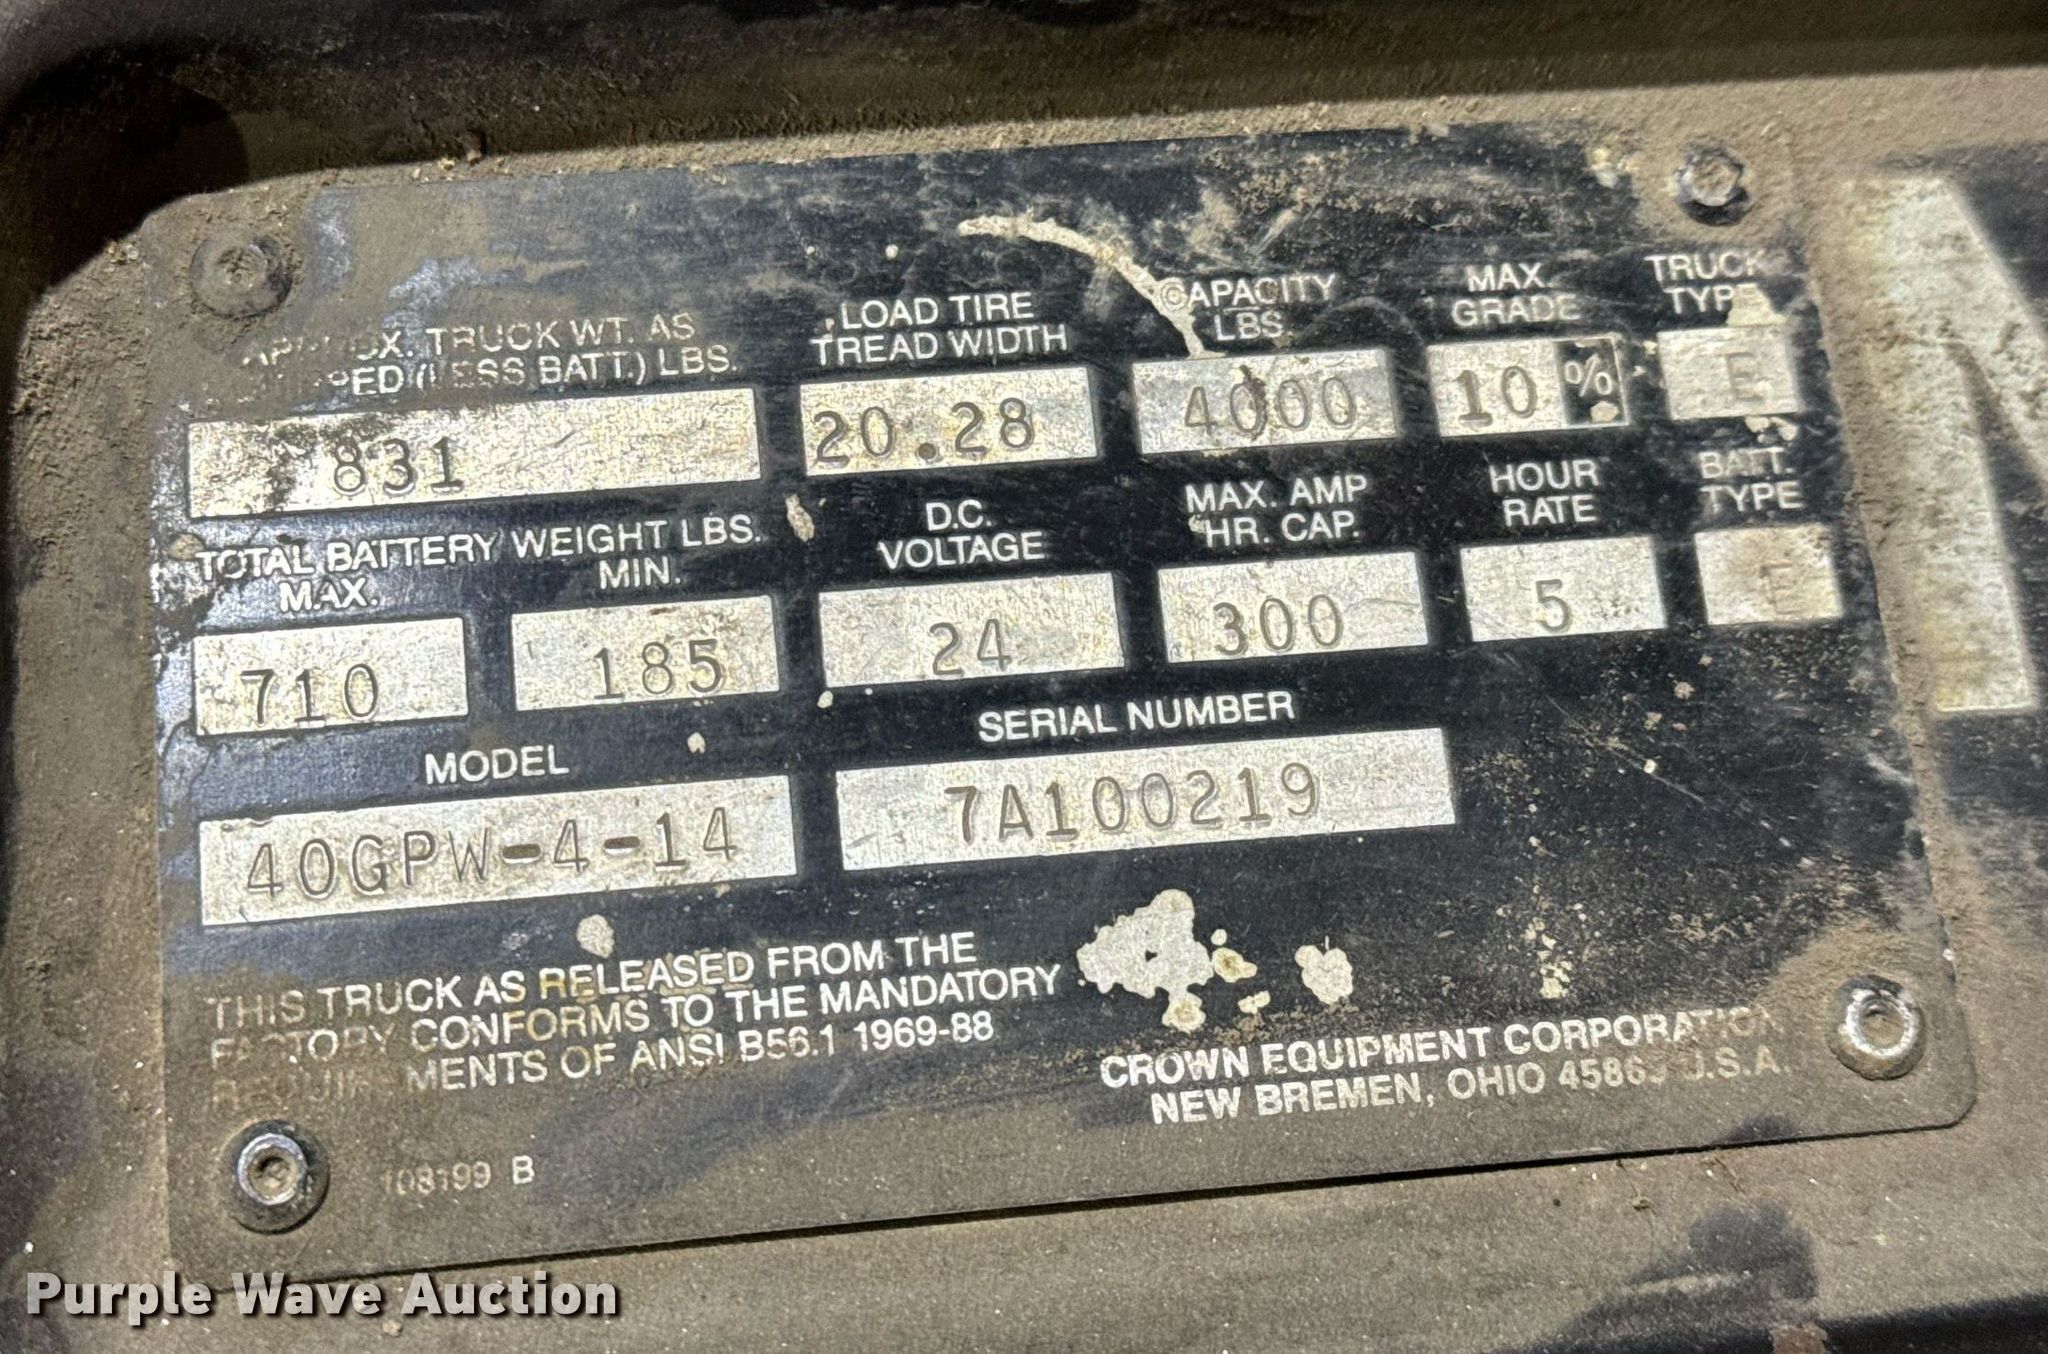 TRUCK WT. AS
(LESS BATT.) LBS.
831
LOAD TIRE
TREAD WIDTH
20.28
CAPACITY
LBS.
4000
MAX.
GRADE
10 %
TRUCK
TYPE
E
TOTAL BATTERY WEIGHT LBS.
MAX. MIN.
710 185
D.C.
VOLTAGE
24
MAX. AMP
HR. CAP.
300
HOUR
RATE
5
BATT.
TYPE
E
MODEL
40GPW-4-14
SERIAL NUMBER
7A100219
THIS TRUCK AS RELEASED FROM THE
FACTORY CONFORMS TO THE MANDATORY
REQUIREMENTS OF ANSI B56.1 1969-88
CROWN EQUIPMENT CORPORATION
NEW BREMEN, OHIO 45869 U.S.A.
108199 B
Purple Wave Auction